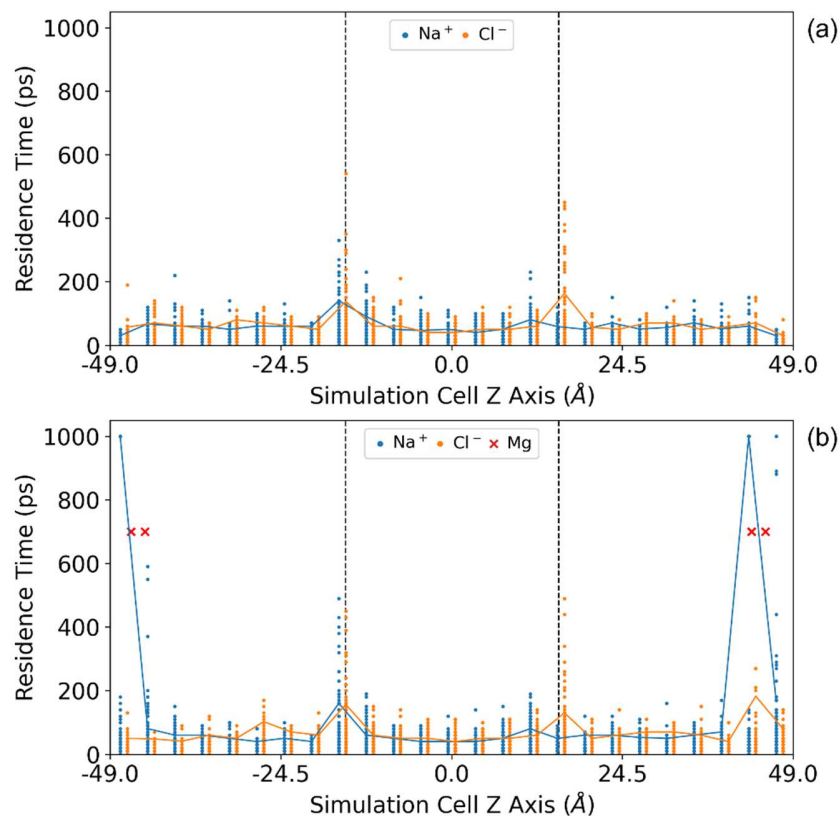 (a)
Na⁺ Cl⁻
Residence Time (ps)
1000
800
600
400
200
0
-49.0 -24.5 0.0 24.5 49.0
Simulation Cell Z Axis (Å)
(b)
Na⁺ Cl⁻ Mg
Residence Time (ps)
1000
800
600
400
200
0
-49.0 -24.5 0.0 24.5 49.0
Simulation Cell Z Axis (Å)